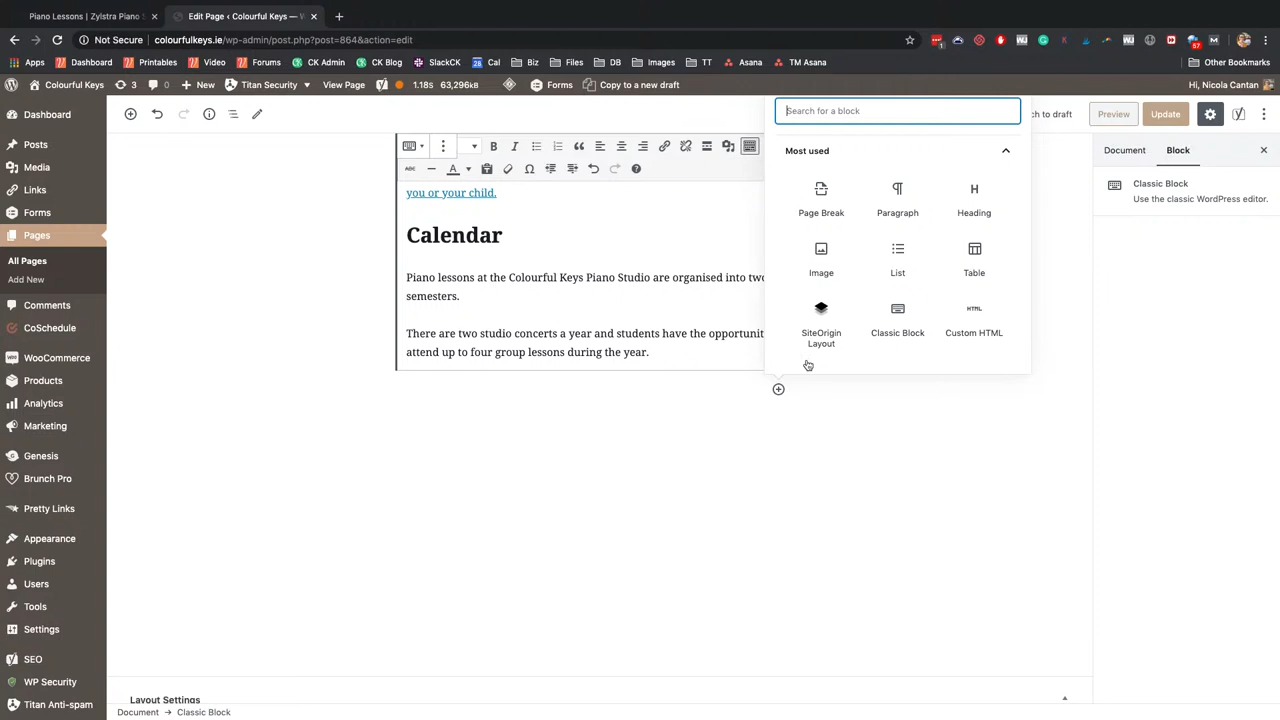 Piano Lessons | Zylstra Piano S
Edit Page ‹ Colourful Keys — W
Not Secure
colourfulkeys.ie/wp-admin/post.php?post=864&action=edit
1
57
Apps
Dashboard
Printables
Video
Forums
CK Admin
CK Blog
SlackCK
Cal
Biz
Files
DB
Images
TT
Asana
TM Asana
Other Bookmarks
Colourful Keys
3
0
New
Titan Security
View Page
1.18S 63,296kB
Forms
Copy to a new draft
Hi, Nicola Cantan
Dashboard
Posts
Media
Links
Forms
Pages
All Pages
Add New
Comments
CoSchedule
WooCommerce
Products
Analytics
Marketing
Genesis
Brunch Pro
Pretty Links
Appearance
Plugins
Users
Tools
Settings
SEO
WP Security
Titan Anti-spam
ch to draft
Preview
Update
B
I
ABC
A
you or your child.
Calendar
Piano lessons at the Colourful Keys Piano Studio are organised into two
semesters.
There are two studio concerts a year and students have the opportunit
attend up to four group lessons during the year.
Search for a block
Most used
Page Break
Paragraph
H
Heading
Image
List
Table
SiteOrigin
Layout
Classic Block
HTML
Custom HTML
Document
Block
Classic Block
Use the classic WordPress editor.
Layout Settings
Document → Classic Block